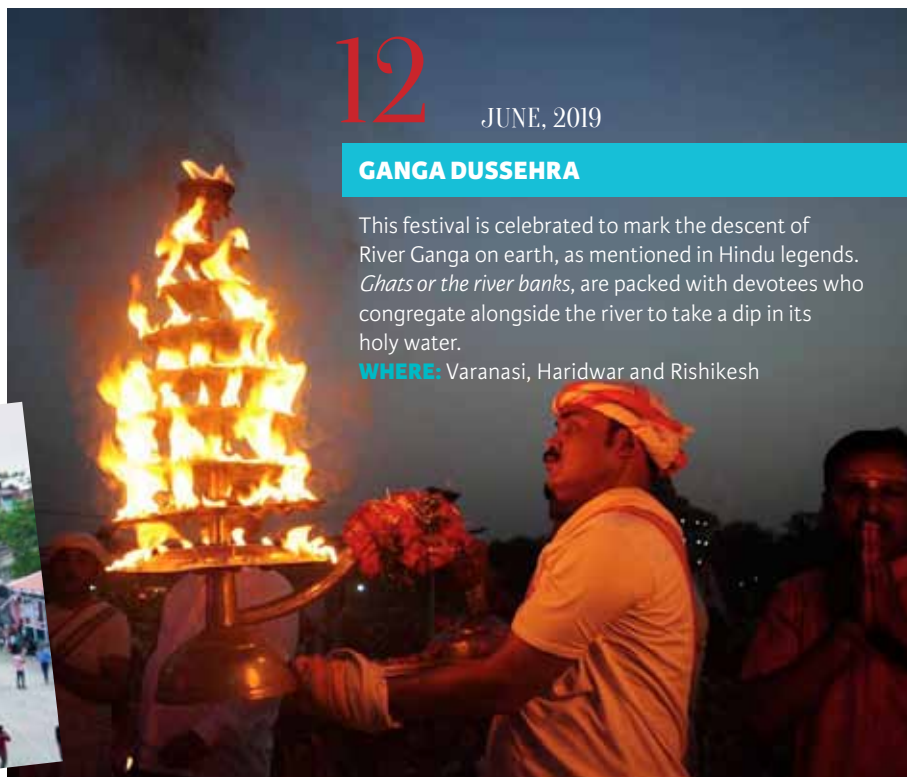 12
JUNE, 2019
GANGA DUSSEHRA
This festival is celebrated to mark the descent of
River Ganga on earth, as mentioned in Hindu legends.
Ghats or the river banks, are packed with devotees who
congregate alongside the river to take a dip in its
holy water.
WHERE: Varanasi, Haridwar and Rishikesh